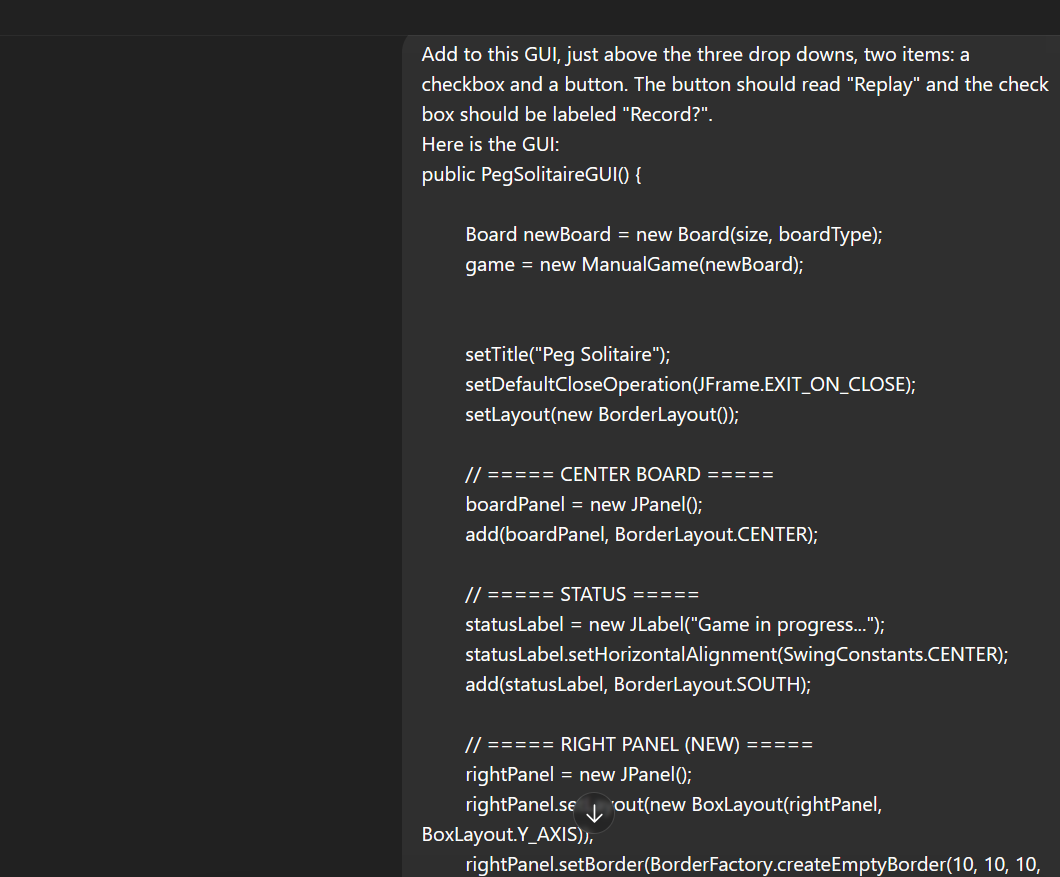 Add to this GUI, just above the three drop downs, two items: a
checkbox and a button. The button should read "Replay" and the check
box should be labeled "Record?".
Here is the GUI:
public PegSolitaireGUI() {
Board newBoard = new Board(size, boardType);
game = new ManualGame(newBoard);
setTitle("Peg Solitaire");
setDefaultCloseOperation(JFrame.EXIT_ON_CLOSE);
setLayout(new BorderLayout());
// ===== CENTER BOARD =====
boardPanel = new JPanel();
add(boardPanel, BorderLayout.CENTER);
// ===== STATUS =====
statusLabel = new JLabel("Game in progress...");
statusLabel.setHorizontalAlignment(SwingConstants.CENTER);
add(statusLabel, BorderLayout.SOUTH);
// ===== RIGHT PANEL (NEW) =====
rightPanel = new JPanel();
(new BoxLayout(rightPanel,
BoxLayout.Y_AXIS));
rightPanel.setBorder(BorderFactory.createEmptyBorder(10, 10, 10,